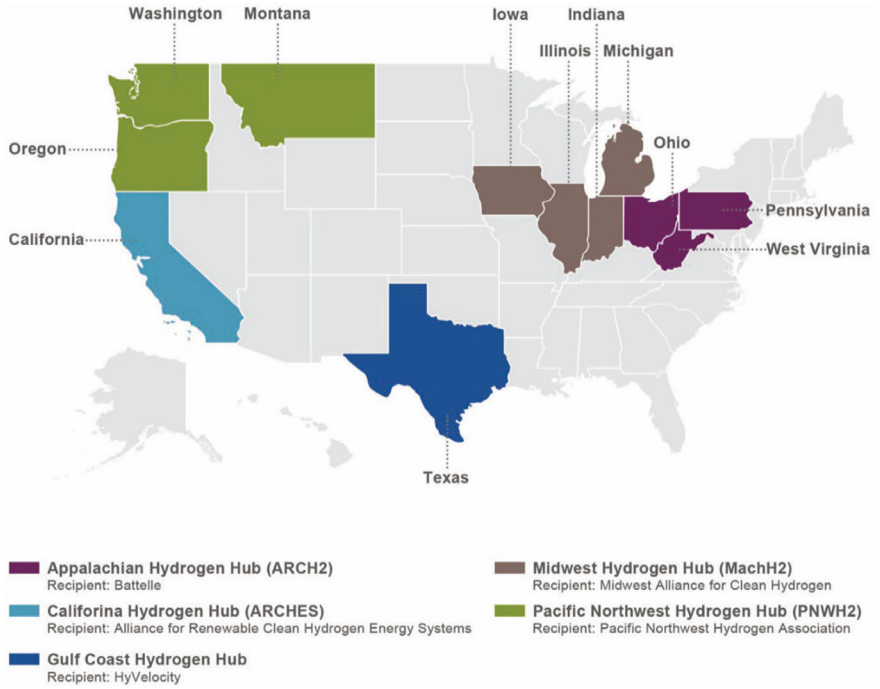 Washington
Montana
Iowa
Indiana
Illinois
Michigan
Ohio
Oregon
Pennsylvania
California
West Virginia
Texas
Appalachian Hydrogen Hub (ARCH2)
Recipient: Battelle
Califorina Hydrogen Hub (ARCHES)
Recipient: Alliance for Renewable Clean Hydrogen Energy Systems
Gulf Coast Hydrogen Hub
Recipient: HyVelocity
Midwest Hydrogen Hub (MachH2)
Recipient: Midwest Alliance for Clean Hydrogen
Pacific Northwest Hydrogen Hub (PNWH2)
Recipient: Pacific Northwest Hydrogen Association